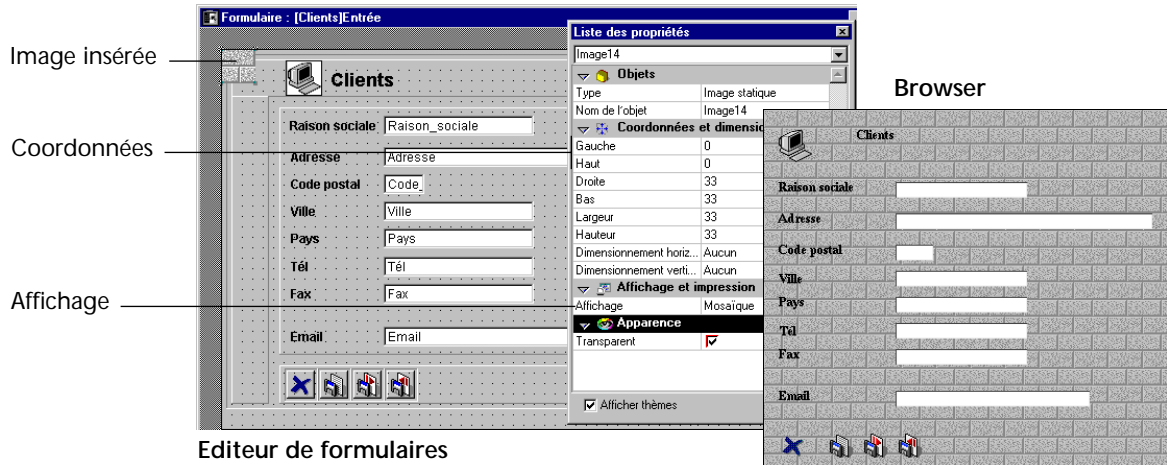 Formulaire : [Clients]Entrée
Image insérée
Coordonnées
Affichage
Clients
Raison sociale
Raison_sociale
Adresse
Adresse
Code postal
Code_
Ville
Ville
Pays
Pays
Tél
Tél
Fax
Fax
Email
Email
Editeur de formulaires
Liste des propriétés
Image14
Objets
Type Image statique
Nom de l'objet Image14
Coordonnées et dimensio
Gauche 0
Haut 0
Droite 33
Bas 33
Largeur 33
Hauteur 33
Dimensionnement horiz... Aucun
Dimensionnement verti... Aucun
Affichage et impression
Affichage Mosaïque
Apparence
Transparent
Afficher thèmes
Browser
Clients
Raison sociale
Adresse
Code postal
Ville
Pays
Tél
Fax
Email